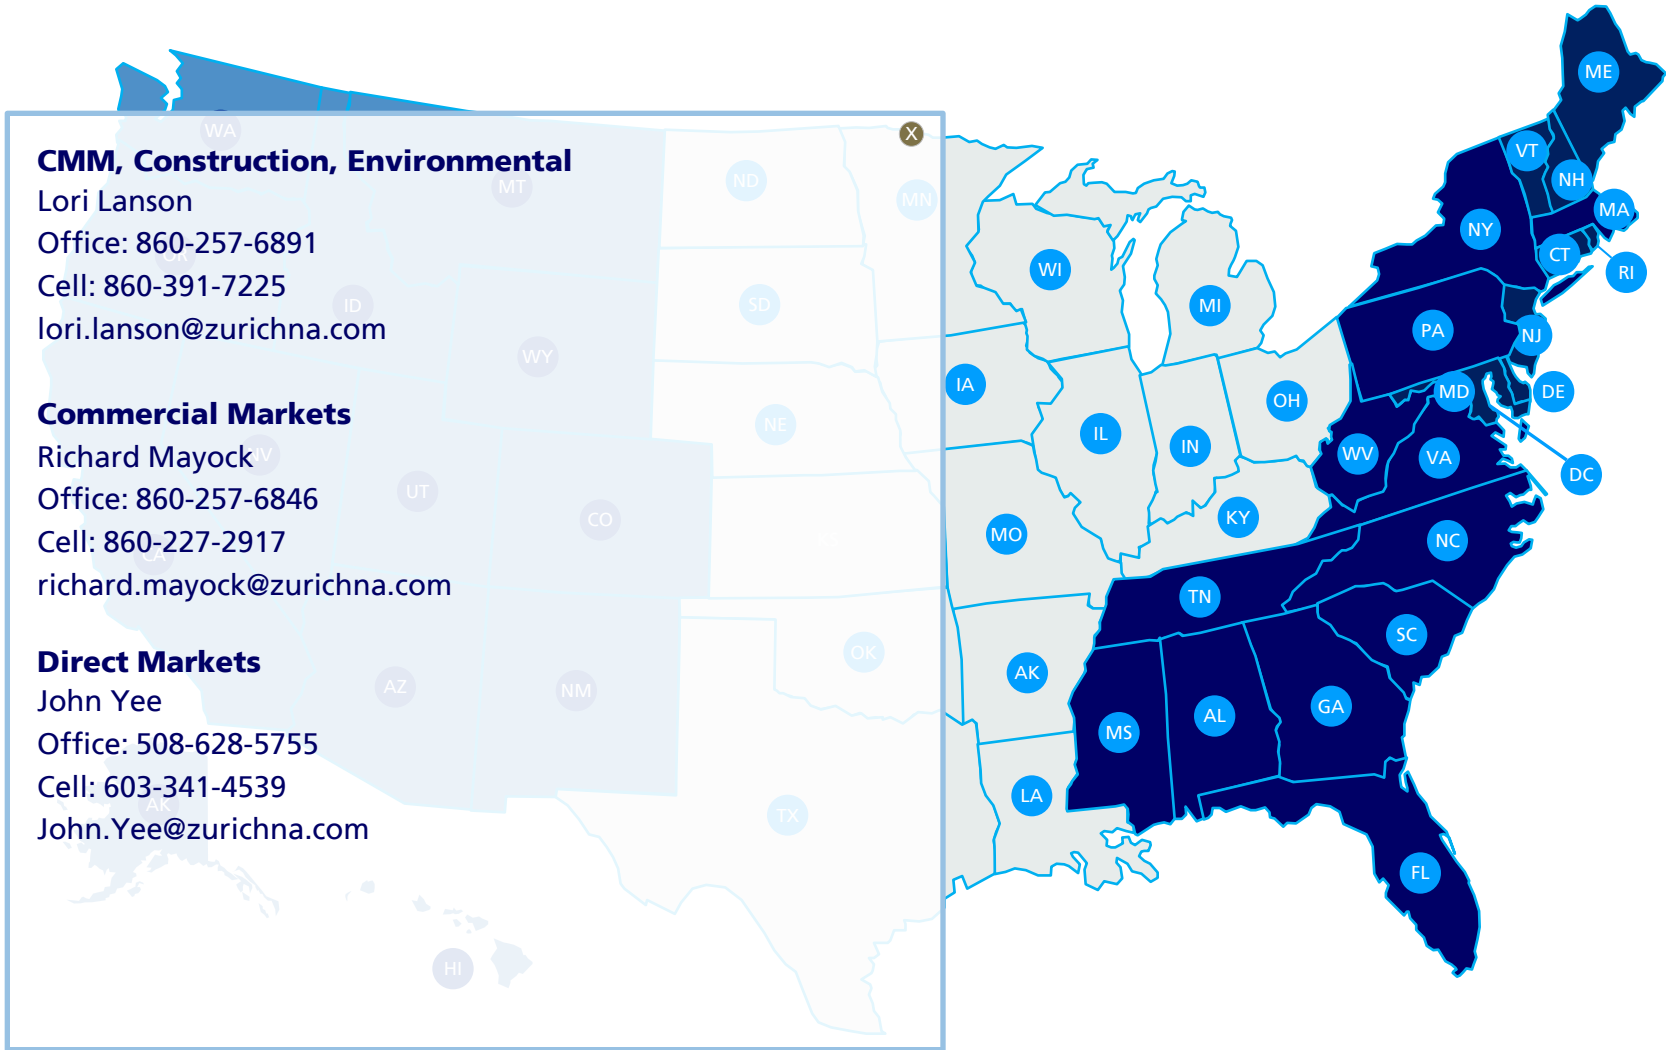 X
CMM, Construction, Environmental
Lori Lanson
Office: 860-257-6891
Cell: 860-391-7225
lori.lanson@zurichna.com
Commercial Markets
Richard Mayock
Office: 860-257-6846
Cell: 860-227-2917
richard.mayock@zurichna.com
Direct Markets
John Yee
Office: 508-628-5755
Cell: 603-341-4539
John.Yee@zurichna.com
WA
OR
CA
NV
ID
MT
WY
UT
CO
AZ
NM
AK
HI
ND
SD
NE
OK
TX
MN
IA
MO
AK
LA
WI
IL
MI
IN
OH
KY
TN
MS
AL
GA
FL
SC
NC
VA
WV
PA
NY
VT
NH
ME
MA
CT
RI
NJ
DE
MD
DC